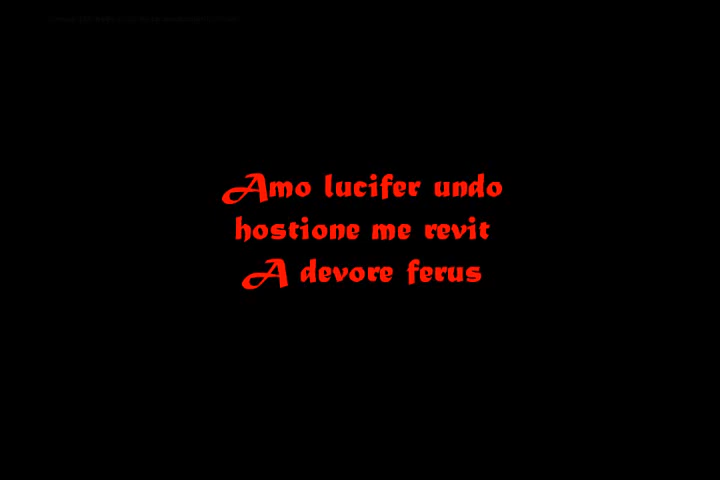 Amo lucifer undo
hostione me revit
A devore ferus